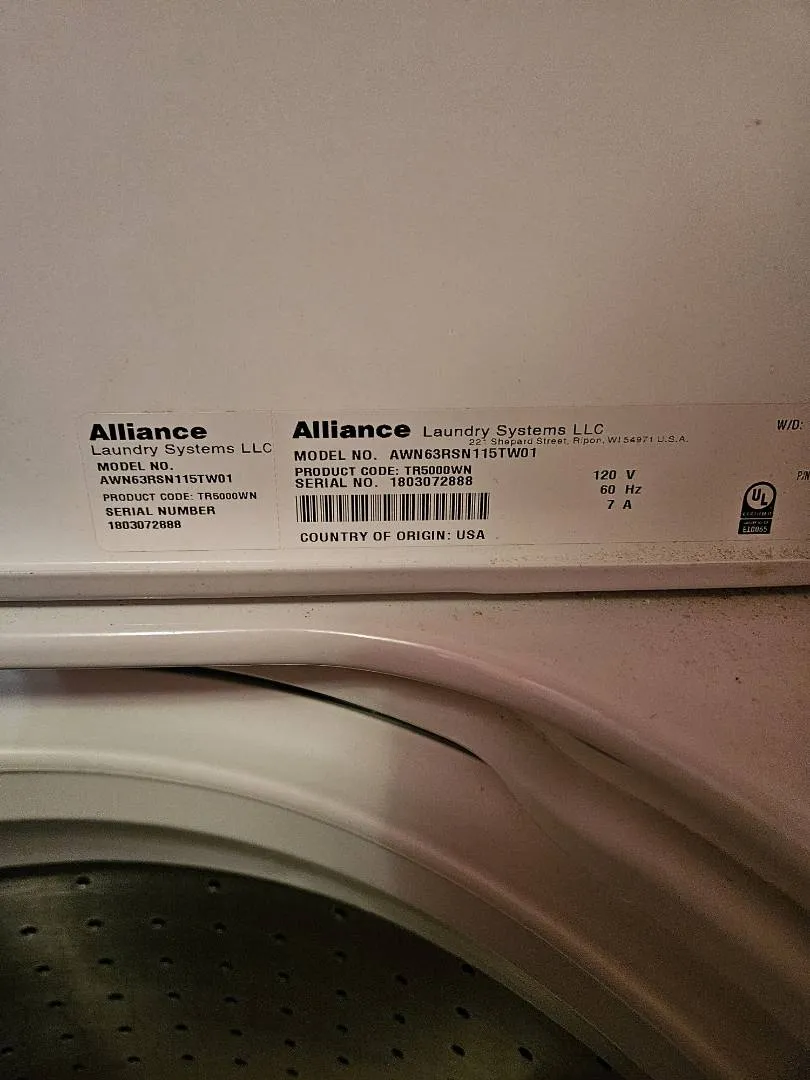 Alliance
Laundry Systems LLC
MODEL NO.
AWN63RSN115TW01
PRODUCT CODE: TR5000WN
SERIAL NUMBER
1803072888
Alliance Laundry Systems LLC
Shepard Street, Ripon, WI 54971 U.S.A.
MODEL NO. AWN63RSN115TW01
PRODUCT CODE: TR5000WN
SERIAL NO. 1803072888
COUNTRY OF ORIGIN: USA
120 V
60 Hz
7 A
W/D:
P/N
UL